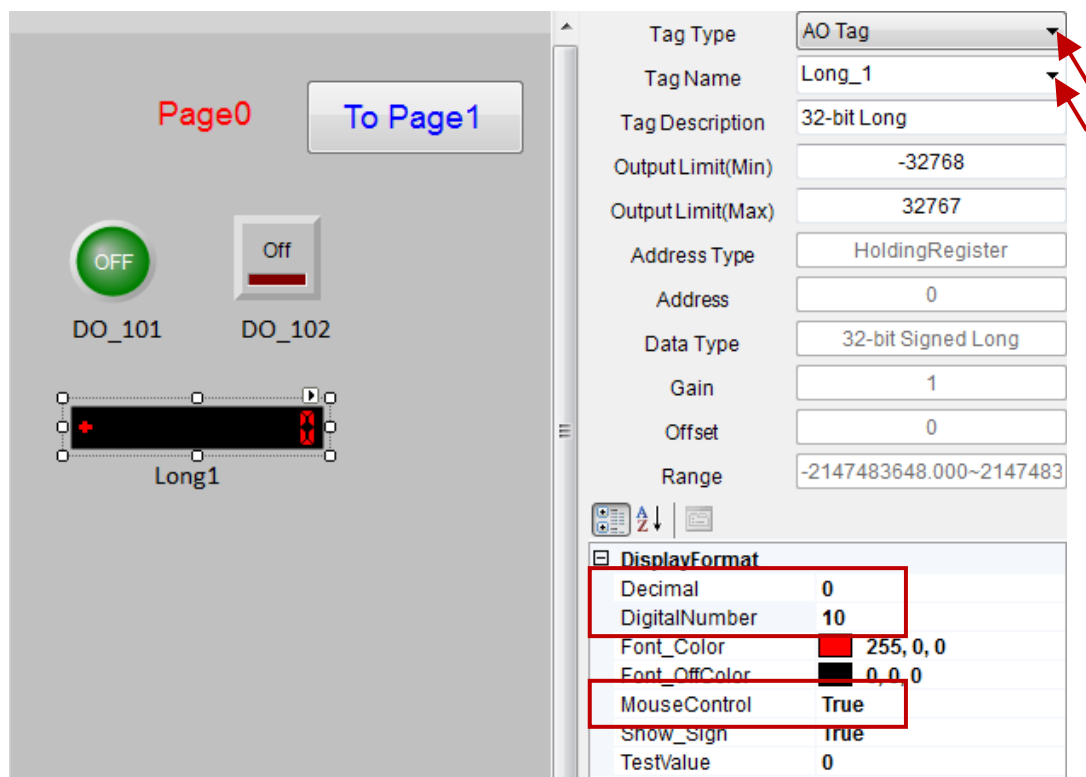 Page0
To Page1
OFF
Off
DO_101
DO_102
+ 0
Long1
Tag Type
AO Tag
Tag Name
Long_1
Tag Description
32-bit Long
Output Limit(Min)
-32768
Output Limit(Max)
32767
Address Type
HoldingRegister
Address
0
Data Type
32-bit Signed Long
Gain
1
Offset
0
Range
-2147483648.000~2147483
A
Z
DisplayFormat
Decimal 0
DigitalNumber 10
Font_Color 255, 0, 0
Font_OffColor 0, 0, 0
MouseControl True
Show_Sign True
TestValue 0